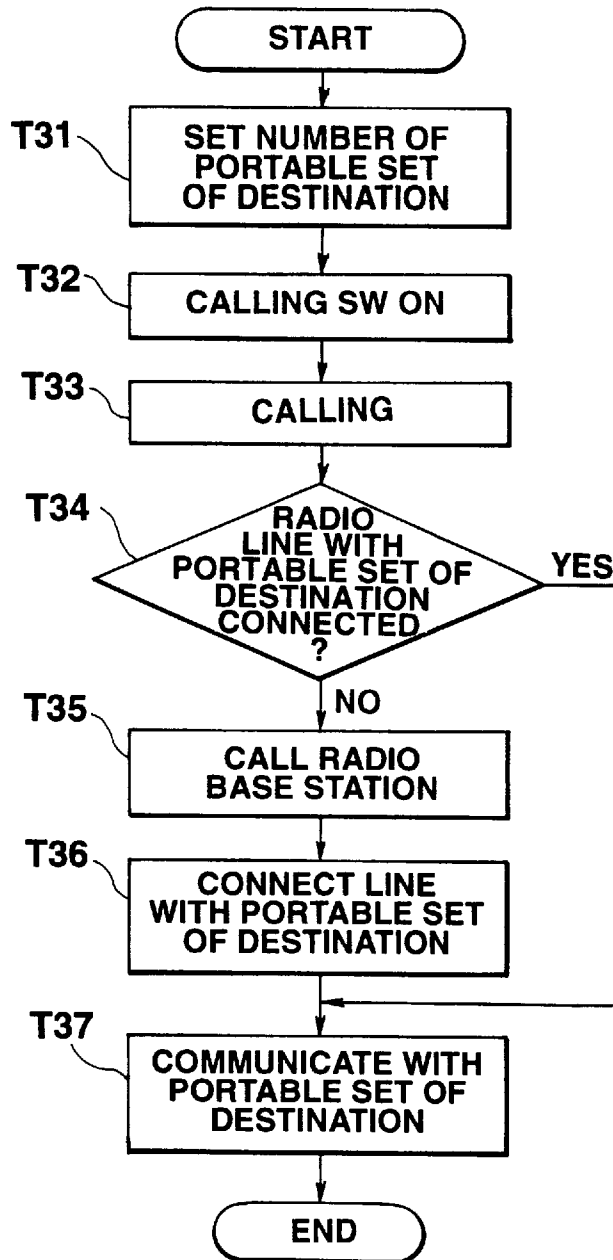 START
T31
SET NUMBER OF
PORTABLE SET
OF DESTINATION
T32
CALLING SW ON
T33
CALLING
T34
RADIO
LINE WITH
PORTABLE SET OF
DESTINATION
CONNECTED
?
YES
NO
T35
CALL RADIO
BASE STATION
T36
CONNECT LINE
WITH PORTABLE SET
OF DESTINATION
T37
COMMUNICATE WITH
PORTABLE SET OF
DESTINATION
END